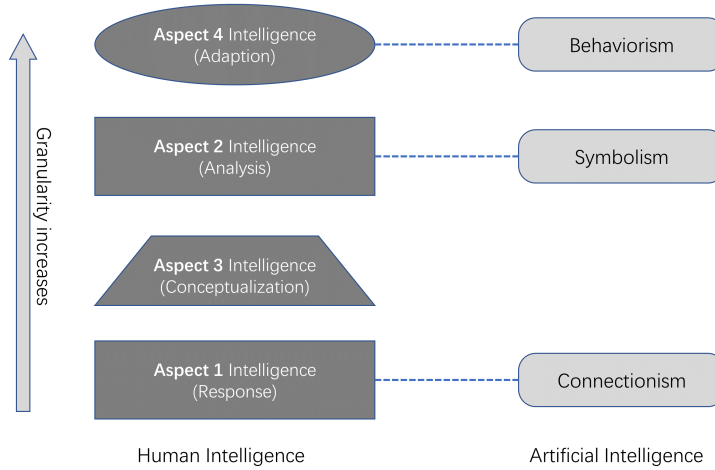 Aspect 4 Intelligence
(Adaption)
Behaviorism
Granularity increases
Aspect 2 Intelligence
(Analysis)
Symbolism
Aspect 3 Intelligence
(Conceptualization)
Aspect 1 Intelligence
(Response)
Connectionism
Human Intelligence
Artificial Intelligence